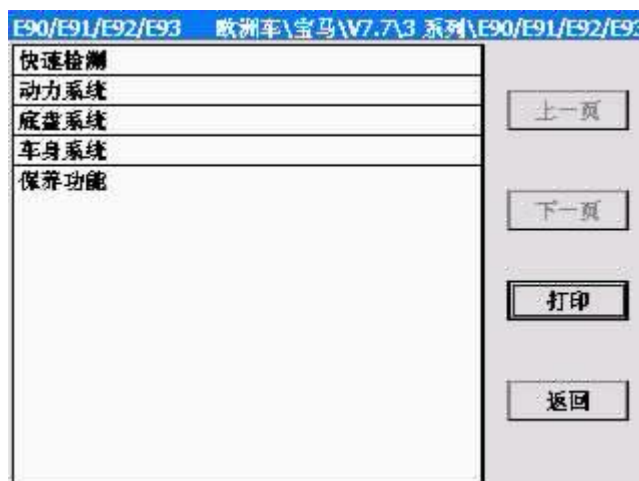 E90/E91/E92/E93 欧洲车\宝马\V7.7\3 系列\E90/E91/E92/E93
快速检测
动力系统
底盘系统
车身系统
保养功能
上一页
下一页
打印
返回